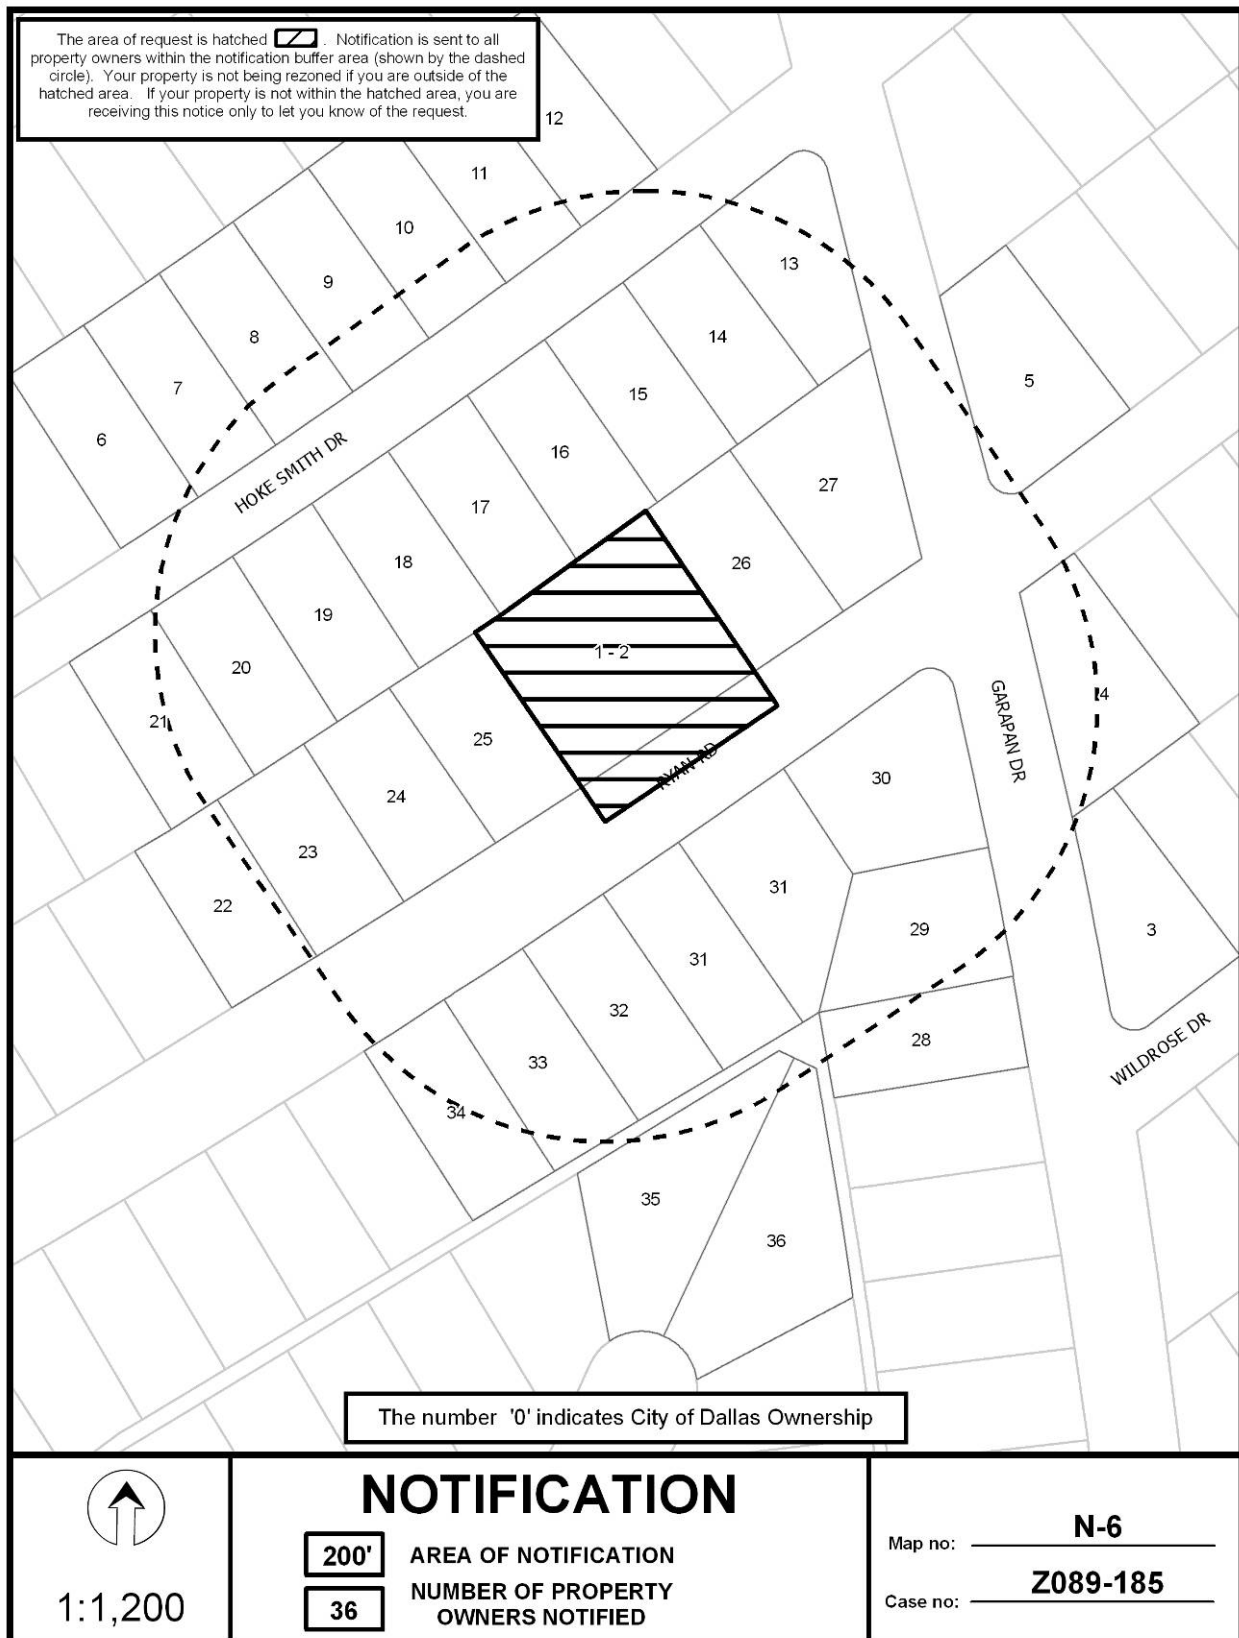 The area of request is hatched . Notification is sent to all
property owners within the notification buffer area (shown by the dashed
circle). Your property is not being rezoned if you are outside of the
hatched area. If your property is not within the hatched area, you are
receiving this notice only to let you know of the request.
12
11
10
9
8
7
6
13
14
15
16
17
18
19
20
21
HOKE SMITH DR
5
27
26
1 - 2
25
24
23
22
RYAN RD
GARAPAN DR
4
30
31
29
3
31
32
33
34
28
WILDROSE DR
35
36
The number '0' indicates City of Dallas Ownership
1:1,200
NOTIFICATION
200' AREA OF NOTIFICATION
36 NUMBER OF PROPERTY
OWNERS NOTIFIED
Map no: N-6
Case no: Z089-185